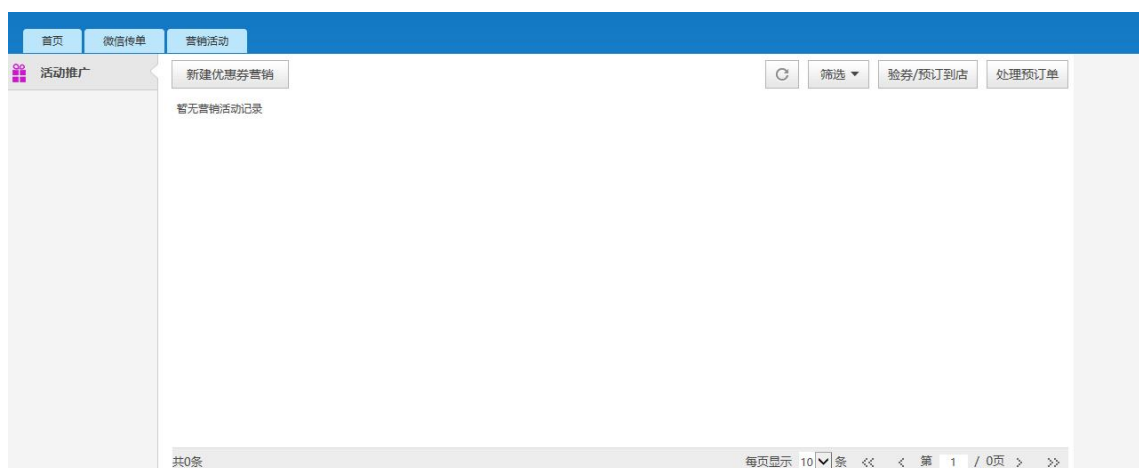 首页 微信传单 营销活动
活动推广 新建优惠券营销 筛选 验券/预订到店 处理预订单
暂无营销活动记录
共0条 每页显示 10 条 << < 第 1 / 0页 > >>